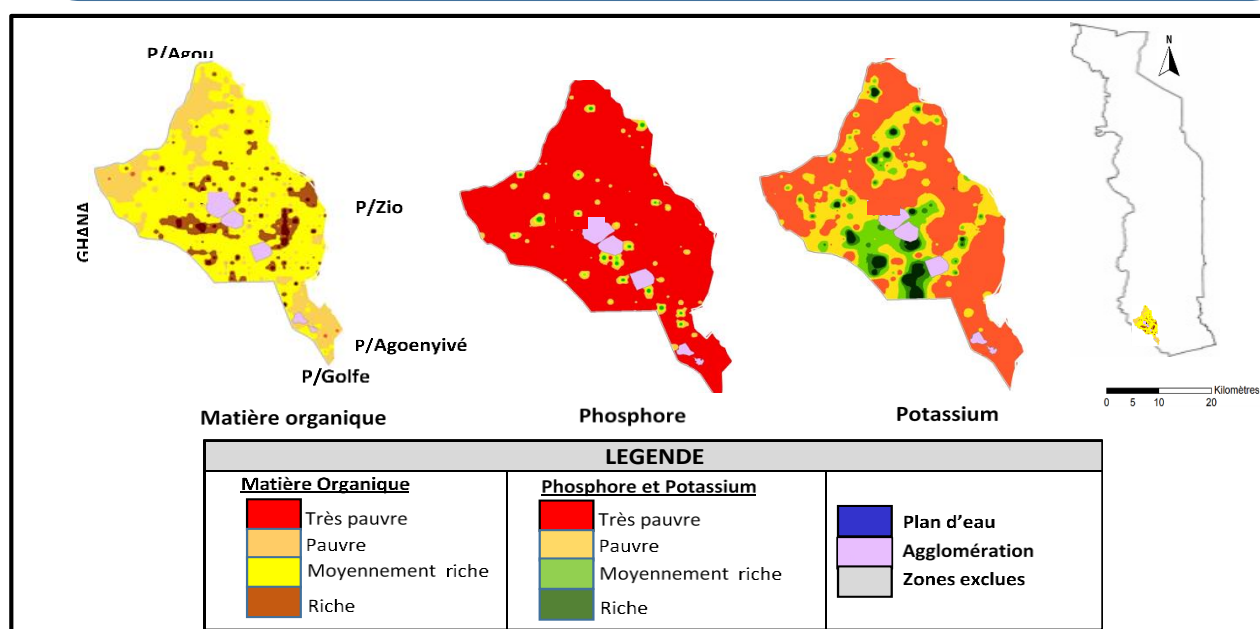 P/Agou
N
GHANA
P/Zio
P/Agoenyivé
P/Golfe
Kilomètres
0 5 10 20
Matière organique
Phosphore
Potassium
LEGENDE
Matière Organique
Très pauvre
Pauvre
Moyennement riche
Riche
Phosphore et Potassium
Très pauvre
Pauvre
Moyennement riche
Riche
Plan d’eau
Agglomération
Zones exclues